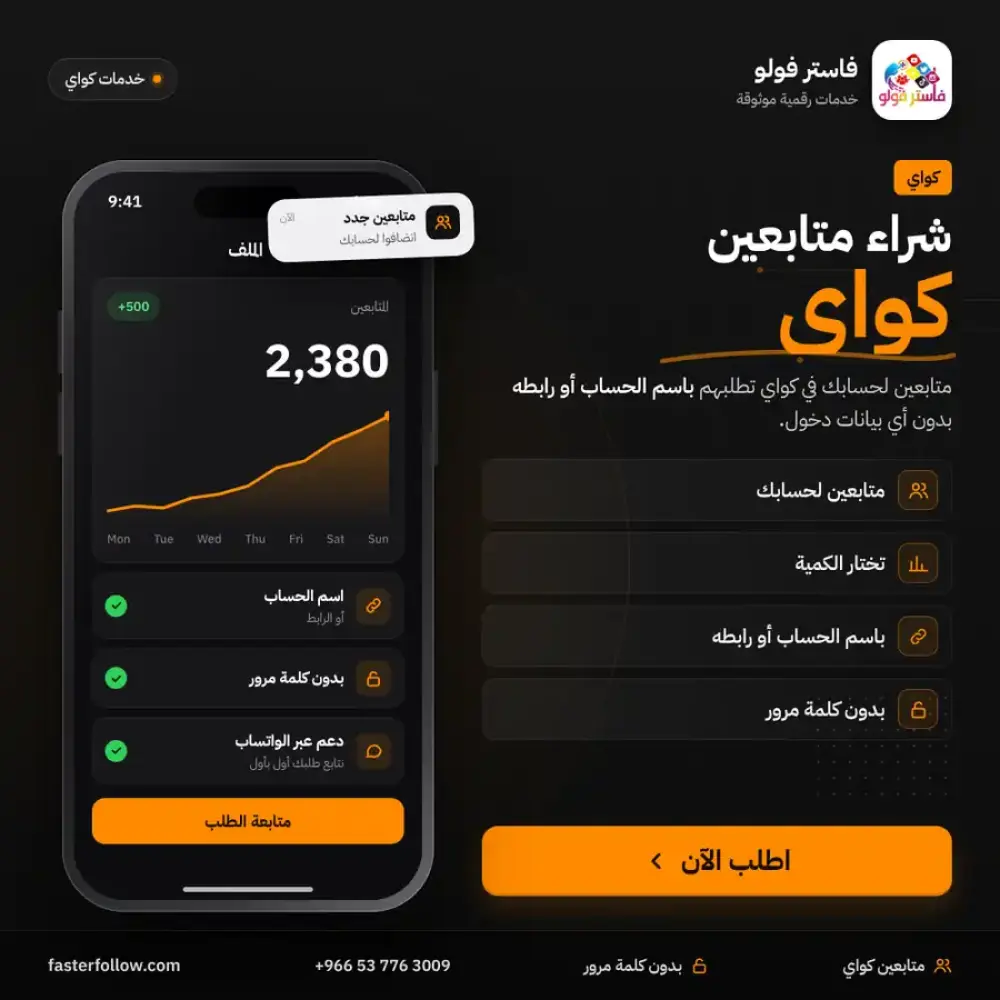 فاستر فولو
فاستر فولو
خدمات رقمية موثوقة
خدمات كواي
كواي
شراء متابعين
كواي
متابعين لحسابك في كواي تطلبهم باسم الحساب أو رابطه
بدون أي بيانات دخول.
متابعين لحسابك
تختار الكمية
باسم الحساب أو رابطه
بدون كلمة مرور
اطلب الآن
9:41
متابعين جدد
الآن
انضافوا لحسابك
الملف
المتابعين
+500
2,380
Mon Tue Wed Thu Fri Sat Sun
اسم الحساب
أو الرابط
بدون كلمة مرور
دعم عبر الواتساب
نتابع طلبك أول بأول
متابعة الطلب
متابعين كواي
بدون كلمة مرور
+966 53 776 3009
fasterfollow.com